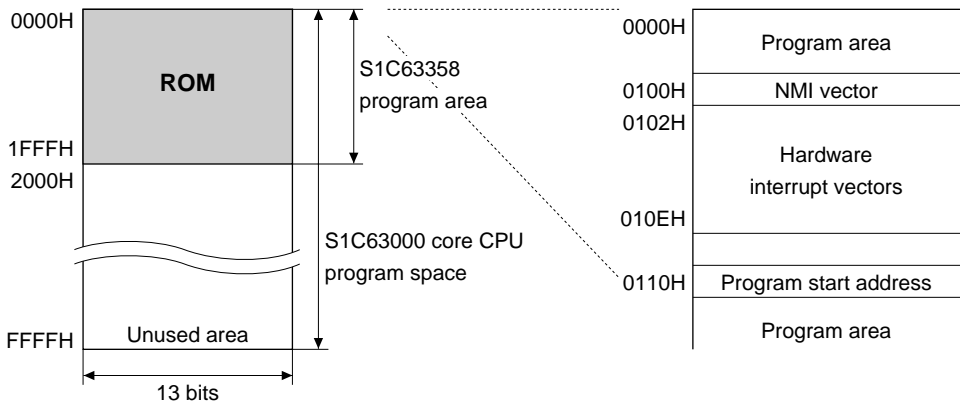 0000H
ROM
1FFFH
2000H
S1C63358
program area
S1C63000 core CPU
program space
FFFFH
Unused area
13 bits
0000H
Program area
0100H
NMI vector
0102H
Hardware
interrupt vectors
010EH
0110H
Program start address
Program area